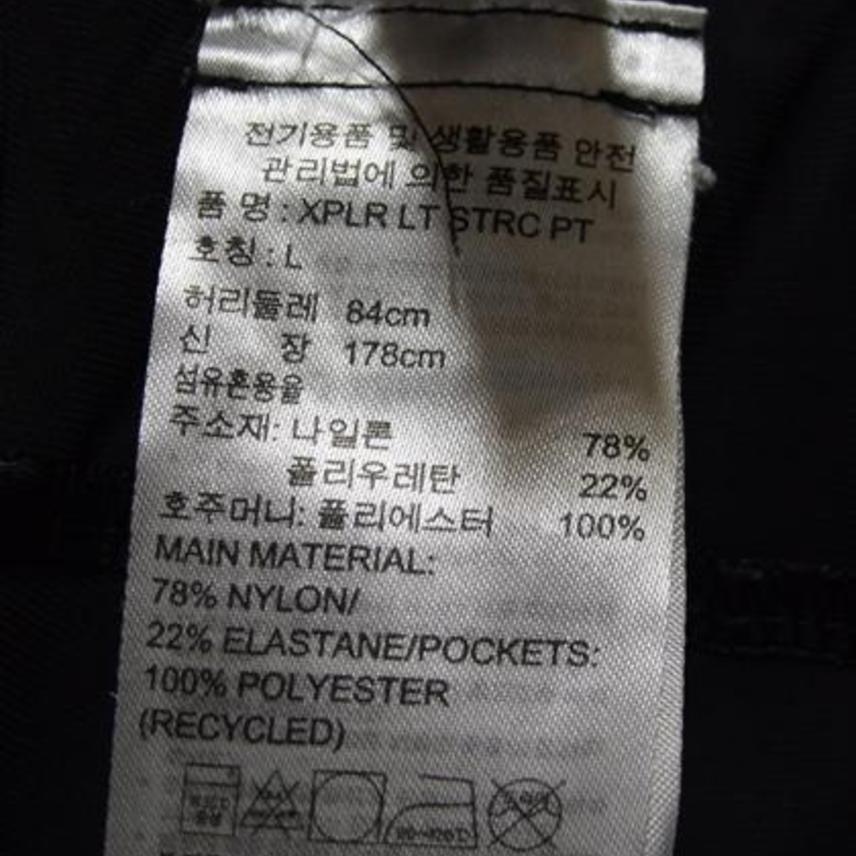 전기용품 및 생활용품 안전
관리법에 의한 품질표시
품 명 : XPLR LT STRC PT
호칭 : L
허리둘레 84cm
신 장 178cm
섬유혼용율
주소재: 나일론 78%
폴리우레탄 22%
호주머니: 폴리에스터 100%
MAIN MATERIAL:
78% NYLON/
22% ELASTANE/POCKETS:
100% POLYESTER
(RECYCLED)